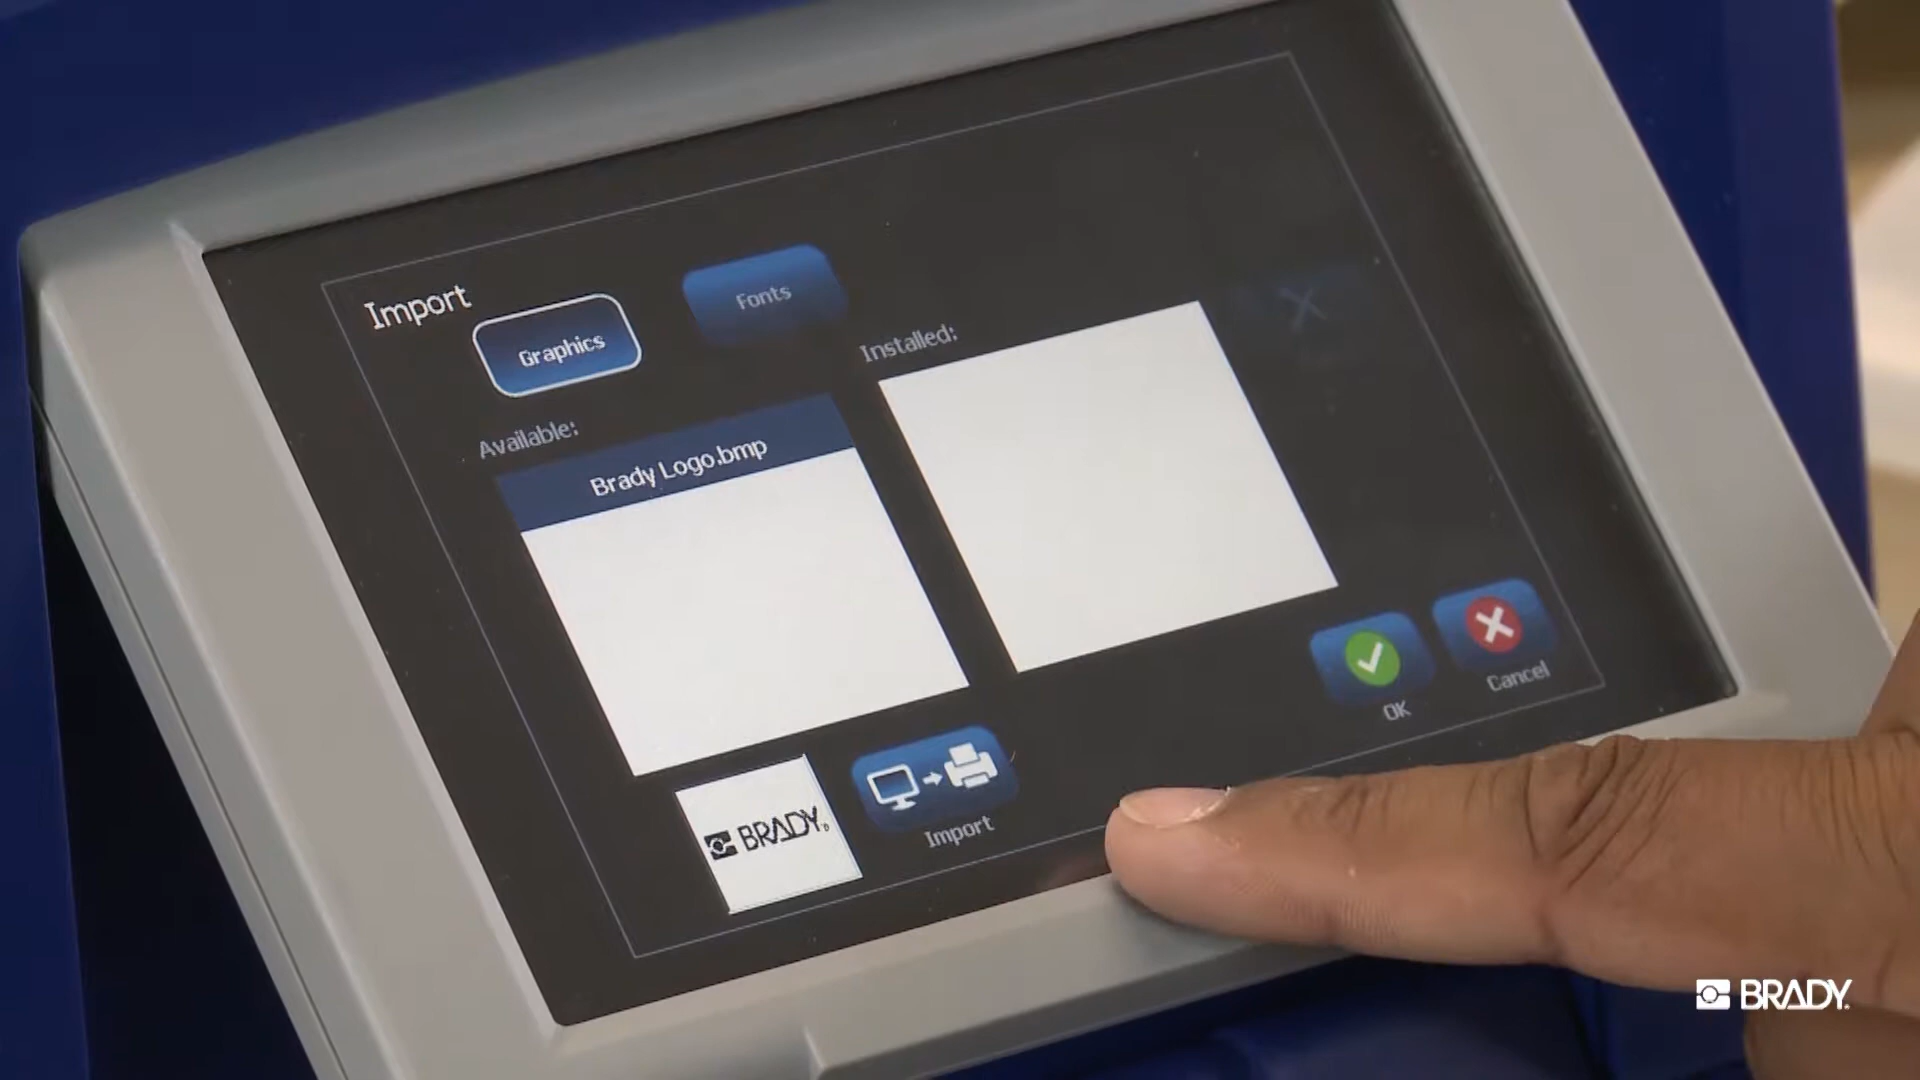 Import
Graphics
Fonts
Available:
Installed:
Brady Logo.bmp
BRADY
Import
OK
Cancel
BRADY